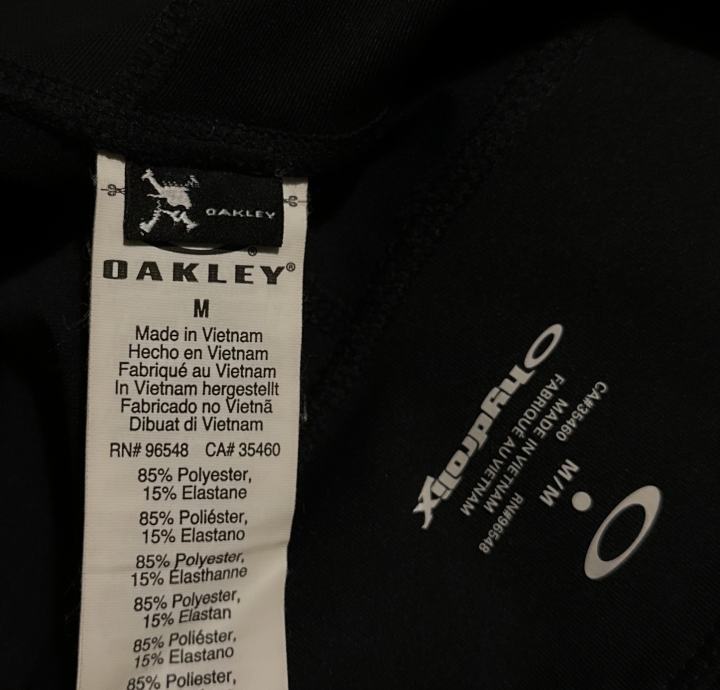 OAKLEY
OAKLEY®
M
Made in Vietnam
Hecho en Vietnam
Fabriqué au Vietnam
In Vietnam hergestellt
Fabricado no Vietnã
Dibuat di Vietnam
RN# 96548 CA# 35460
85% Polyester,
15% Elastane
85% Poliéster,
15% Elastano
85% Polyester,
15% Élasthanne
85% Polyester,
15% Elastan
85% Poliéster,
15% Elastano
85% Poliester,
O hydrolix
FABRIQUÉ AU VIETNAM
MADE IN VIETNAM
CA#35460 RN#96548
M/M